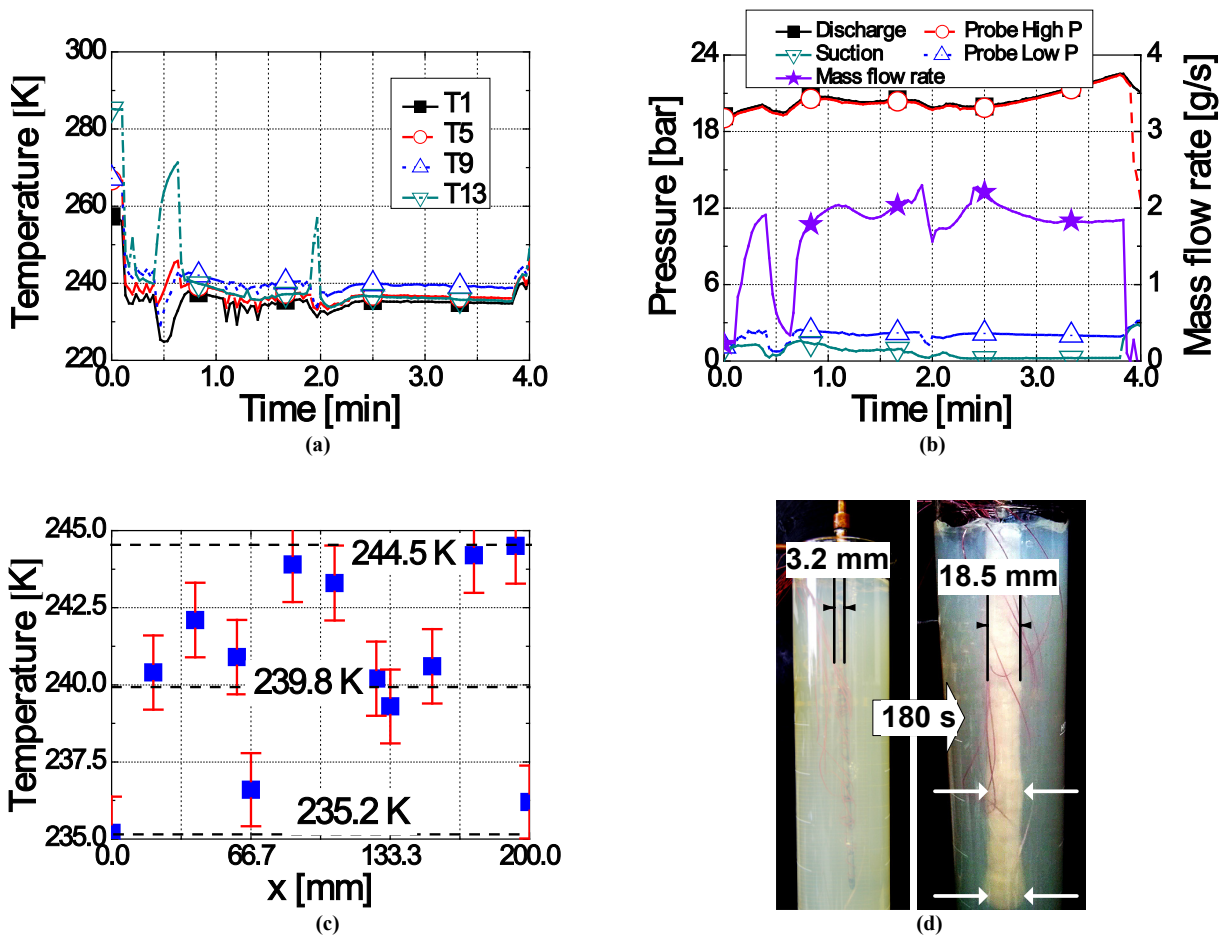 300
280
260
240
220
Temperature [K]
T1
T5
T9
T13
0.0 1.0 2.0 3.0 4.0
Time [min]
(a)
Discharge Probe High P
Suction Probe Low P
Mass flow rate
24
18
12
6
0
Pressure [bar]
4
3
2
1
0
Mass flow rate [g/s]
0.0 1.0 2.0 3.0 4.0
Time [min]
(b)
245.0
242.5
240.0
237.5
235.0
Temperature [K]
244.5 K
239.8 K
235.2 K
0.0 66.7 133.3 200.0
x [mm]
(c)
3.2 mm
18.5 mm
180 s
(d)